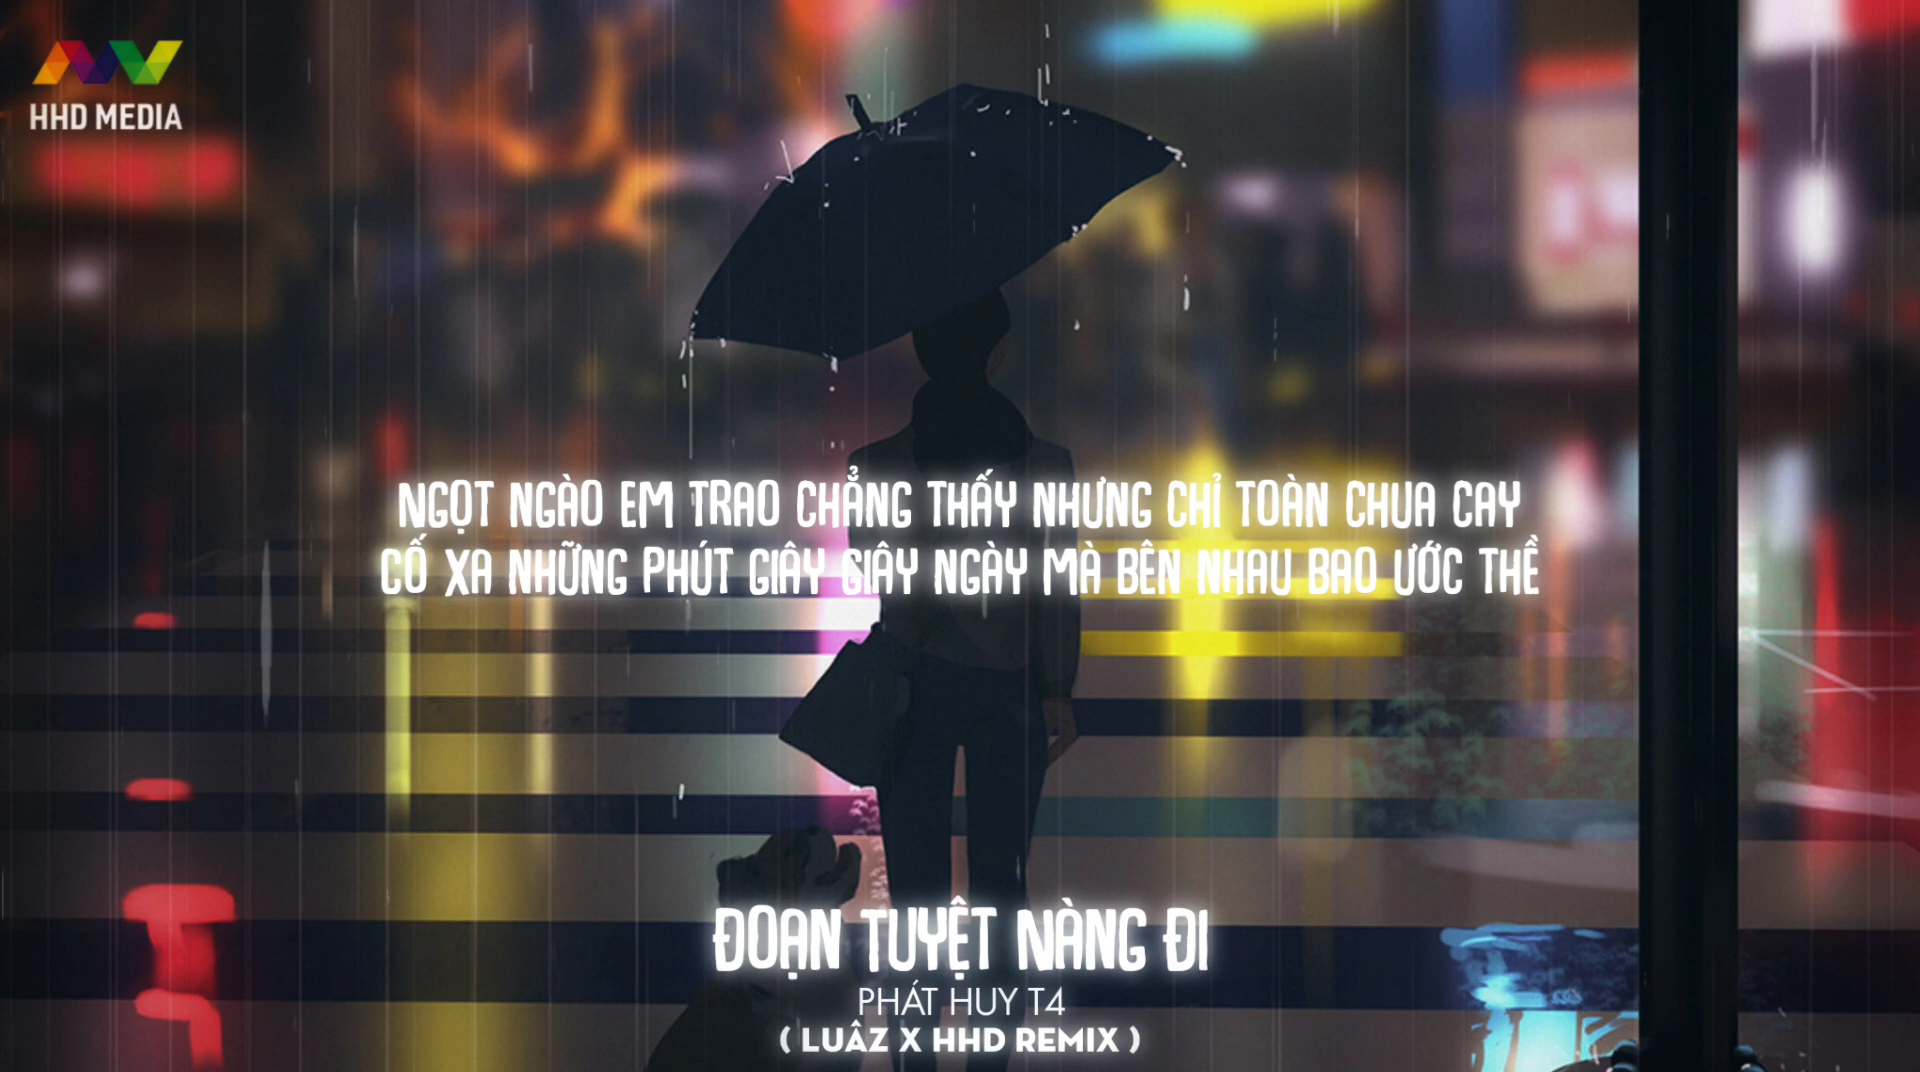 HHD MEDIA
NGỌT NGÀO EM TRAO CHẲNG THẤY NHƯNG CHỈ TOÀN CHUA CAY
CỐ XA NHỮNG PHÚT GIÂY GIÂY NGÀY MÀ BÊN NHAU BAO ƯỚC THỀ
ĐOẠN TUYỆT NÀNG ĐI
PHÁT HUY T4
( LUÂZ X HHD REMIX )